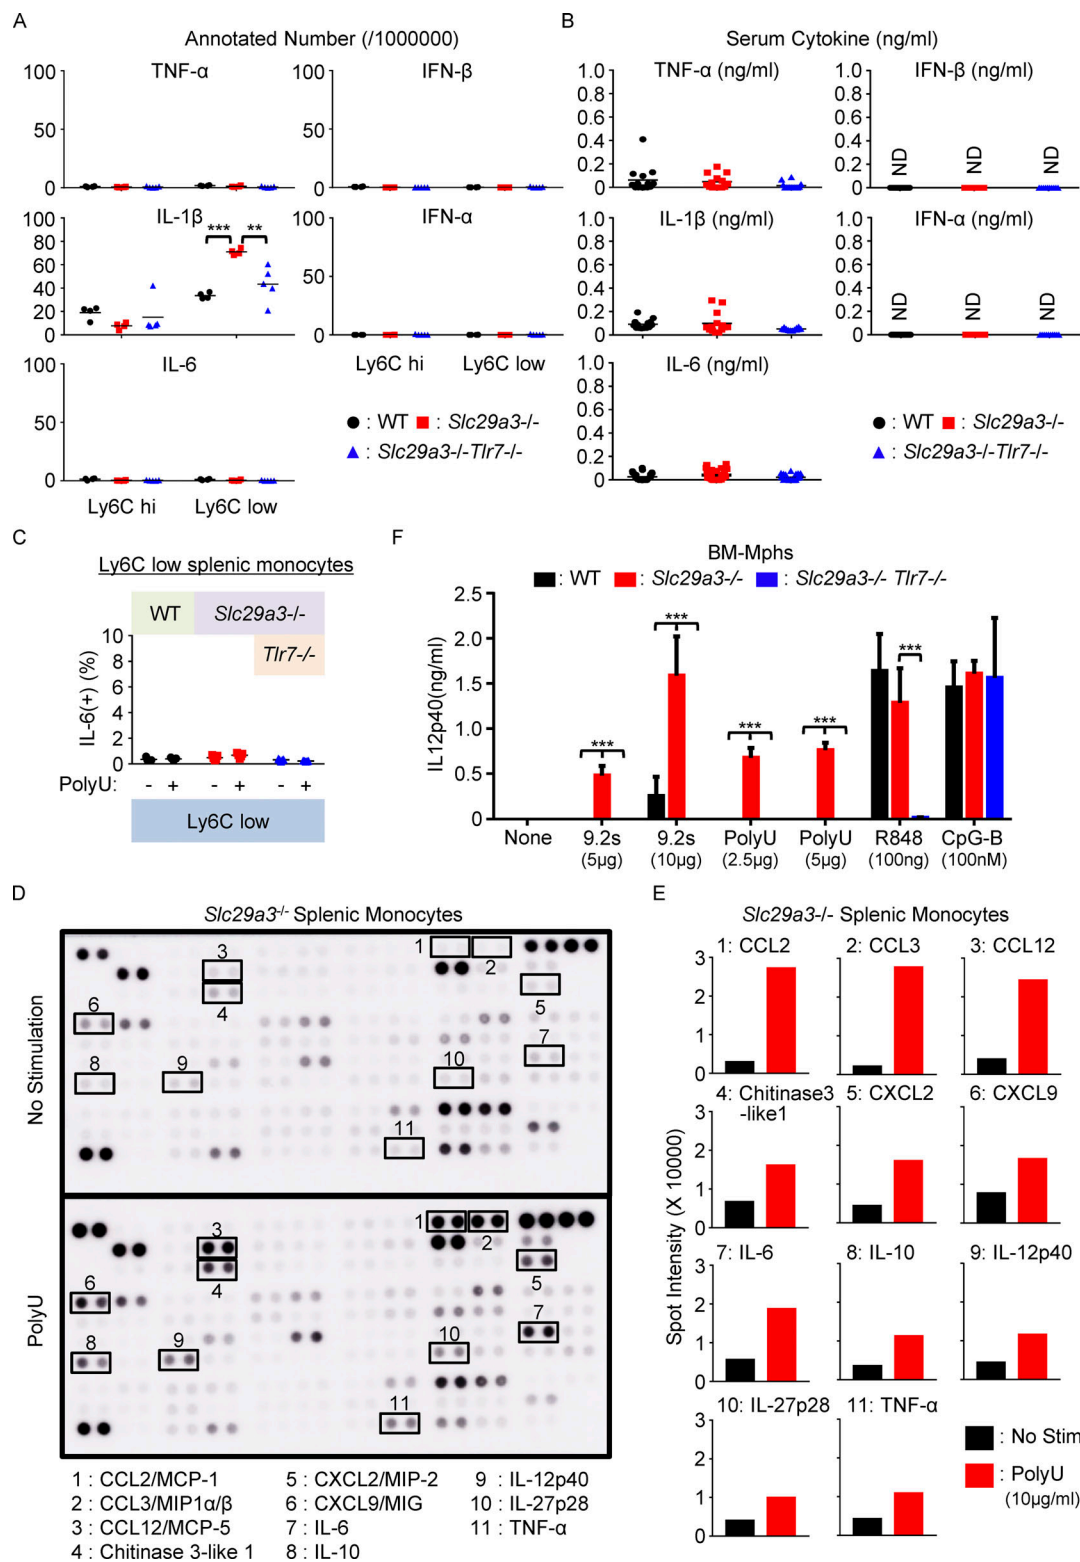 A
Annotated Number (/1000000)
TNF-α
IFN-β
100
50
0
100
50
0
IL-1β
IFN-α
100
80
60
40
20
0
*** **
100
50
0
IL-6
100
50
0
Ly6C hi Ly6C low
Ly6C hi Ly6C low
: WT : Slc29a3-/-
: Slc29a3-/-Tlr7-/-
B
Serum Cytokine (ng/ml)
TNF-α (ng/ml)
IFN-β (ng/ml)
1.0
0.8
0.6
0.4
0.2
0
1.0
0.8
0.6
0.4
0.2
0
ND ND ND
IL-1β (ng/ml)
IFN-α (ng/ml)
1.0
0.8
0.6
0.4
0.2
0
1.0
0.8
0.6
0.4
0.2
0
ND ND ND
IL-6 (ng/ml)
1.0
0.8
0.6
0.4
0.2
0
: WT
: Slc29a3-/-
: Slc29a3-/-Tlr7-/-
C
Ly6C low splenic monocytes
WT Slc29a3-/-
Tlr7-/-
IL-6(+) (%)
10
8
6
4
2
0
PolyU: - + - + - +
Ly6C low
F
BM-Mphs
: WT : Slc29a3-/- : Slc29a3-/- Tlr7-/-
IL12p40(ng/ml)
2.5
2.0
1.5
1.0
0.5
0
*** *** *** *** ***
None 9.2s 9.2s PolyU PolyU R848 CpG-B
(5μg) (10μg) (2.5μg) (5μg) (100ng) (100nM)
D
Slc29a3-/- Splenic Monocytes
No Stimulation
1
2
3
4
5
6
7
8
9
10
11
PolyU
1
2
3
4
5
6
7
8
9
10
11
1 : CCL2/MCP-1 5 : CXCL2/MIP-2 9 : IL-12p40
2 : CCL3/MIP1α/β 6 : CXCL9/MIG 10 : IL-27p28
3 : CCL12/MCP-5 7 : IL-6 11 : TNF-α
4 : Chitinase 3-like 1 8 : IL-10
E
Slc29a3-/- Splenic Monocytes
Spot Intensity (X 10000)
1: CCL2 2: CCL3 3: CCL12
3
2
1
0
4: Chitinase3 5: CXCL2 6: CXCL9
-like1
3
2
1
0
7: IL-6 8: IL-10 9: IL-12p40
3
2
1
0
10: IL-27p28 11: TNF-α
3
2
1
0
: No Stim
: PolyU
(10μg/ml)